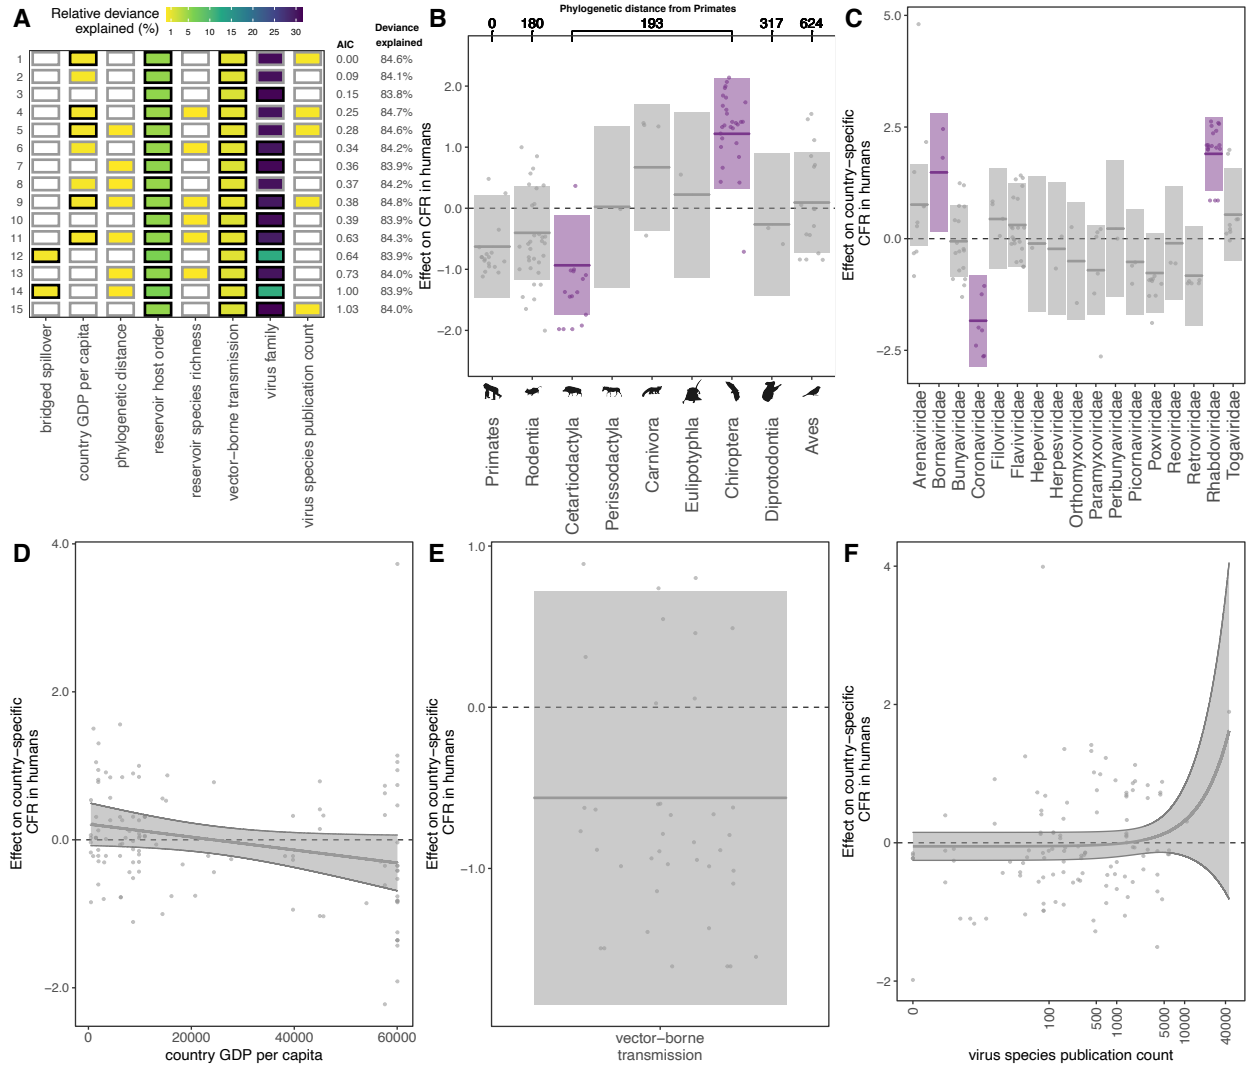 A
Relative deviance
explained (%)
1 5 10 15 20 25 30
AIC
Deviance
explained
1 0.00 84.6%
2 0.09 84.1%
3 0.15 83.8%
4 0.25 84.7%
5 0.28 84.6%
6 0.34 84.2%
7 0.36 83.9%
8 0.37 84.2%
9 0.38 84.8%
10 0.39 83.9%
11 0.63 84.3%
12 0.64 83.9%
13 0.73 84.0%
14 1.00 83.9%
15 1.03 84.0%
bridged spillover
country GDP per capita
phylogenetic distance
reservoir host order
reservoir species richness
vector−borne transmission
virus family
virus species publication count
B
Phylogenetic distance from Primates
0 180 193 317 624
Effect on CFR in humans
2.0
1.0
0.0
−1.0
−2.0
Primates
Rodentia
Cetartiodactyla
Perissodactyla
Carnivora
Eulipotyphla
Chiroptera
Diprotodontia
Aves
C
Effect on country−specific
CFR in humans
5.0
2.5
0.0
−2.5
Arenaviridae
Bornaviridae
Bunyaviridae
Coronaviridae
Filoviridae
Flaviviridae
Hepeviridae
Herpesviridae
Orthomyxoviridae
Paramyxoviridae
Peribunyaviridae
Picornaviridae
Poxviridae
Reoviridae
Retroviridae
Rhabdoviridae
Togaviridae
D
Effect on country−specific
CFR in humans
4.0
2.0
0.0
−2.0
0 20000 40000 60000
country GDP per capita
E
Effect on country−specific
CFR in humans
1.0
0.0
−1.0
vector−borne
transmission
F
Effect on country−specific
CFR in humans
4
2
0
−2
0 100 500 1000 5000 10000 40000
virus species publication count